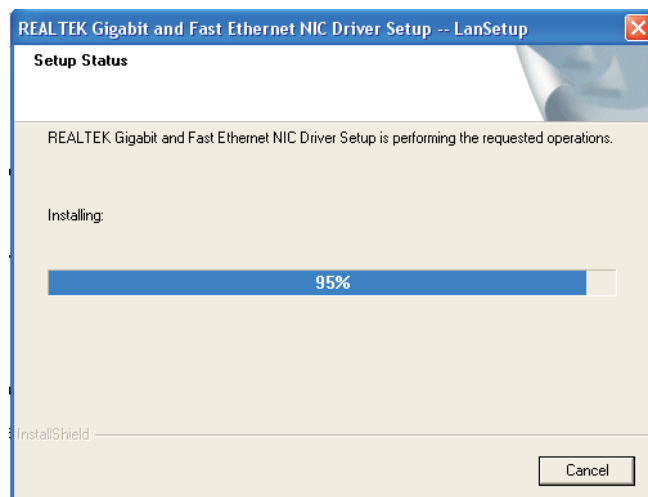 REALTEK Gigabit and Fast Ethernet NIC Driver Setup -- LanSetup
Setup Status
REALTEK Gigabit and Fast Ethernet NIC Driver Setup is performing the requested operations.
Installing:
95%
InstallShield
Cancel